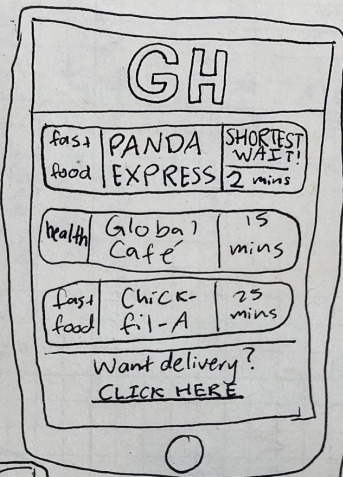 GH
fast food
PANDA EXPRESS
SHORTEST WAIT!
2 mins
health
Global Café
15 mins
fast food
Chick-fil-A
25 mins
Want delivery?
CLICK HERE